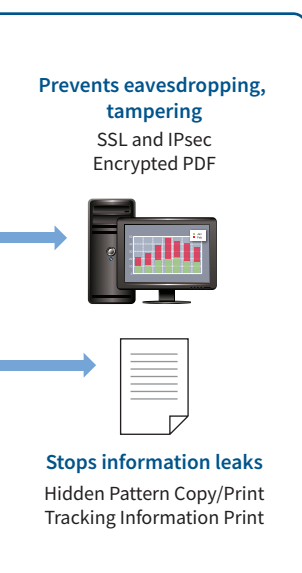 Prevents eavesdropping,
tampering
SSL and IPsec
Encrypted PDF
Stops information leaks
Hidden Pattern Copy/Print
Tracking Information Print